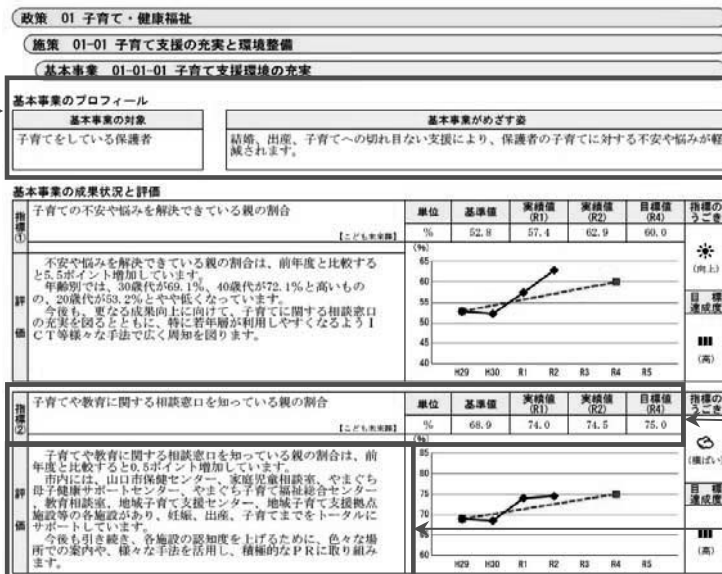 政策 01 子育て・健康福祉
施策 01-01 子育て支援の充実と環境整備
基本事業 01-01-01 子育て支援環境の充実
基本事業のプロフィール
基本事業の対象
基本事業がめざす姿
子育てをしている保護者
結婚、出産、子育てへの切れ目ない支援により、保護者の子育てに対する不安や悩みが軽
減されます。
基本事業の成果状況と評価
指標①
子育ての不安や悩みを解決できている親の割合
【こども未来課】
単位 基準値 実績値(R1) 実績値(R2) 目標値(R4) 指標のうごき
% 52.8 57.4 62.9 60.0
(向上)
目標達成度
(高)
評価
不安や悩みを解決できている親の割合は、前年度と比較する
と5.5ポイント増加しています。
年齢別では、30歳代が69.1%、40歳代が72.1%と高いもの
の、20歳代が53.2%とやや低くなっています。
今後も、更なる成果向上に向けて、子育てに関する相談窓口
の充実を図るとともに、特に若年層が利用しやすくなるようI
CT等様々な手法で広く周知を図ります。
(%)
65
60
55
50
45
40
H29 H30 R1 R2 R3 R4 R5
指標②
子育てや教育に関する相談窓口を知っている親の割合
【こども未来課】
単位 基準値 実績値(R1) 実績値(R2) 目標値(R4) 指標のうごき
% 68.9 74.0 74.5 75.0
(横ばい)
目標達成度
(高)
評価
子育てや教育に関する相談窓口を知っている親の割合は、前
年度と比較すると0.5ポイント増加しています。
市内には、山口市保健センター、家庭児童相談室、やまぐち
母子健康サポートセンター、やまぐち子育て福祉総合センター
、教育相談室、地域子育て支援センター、地域子育て支援拠点
施設等の各施設があり、妊娠、出産、子育てまでをトータルに
サポートしています。
今後も引き続き、各施設の認知度を上げるために、色々な場
所での案内や、様々な手法を活用し、積極的なPRに取り組み
ます。
(%)
85
80
75
70
65
60
H29 H30 R1 R2 R3 R4 R5